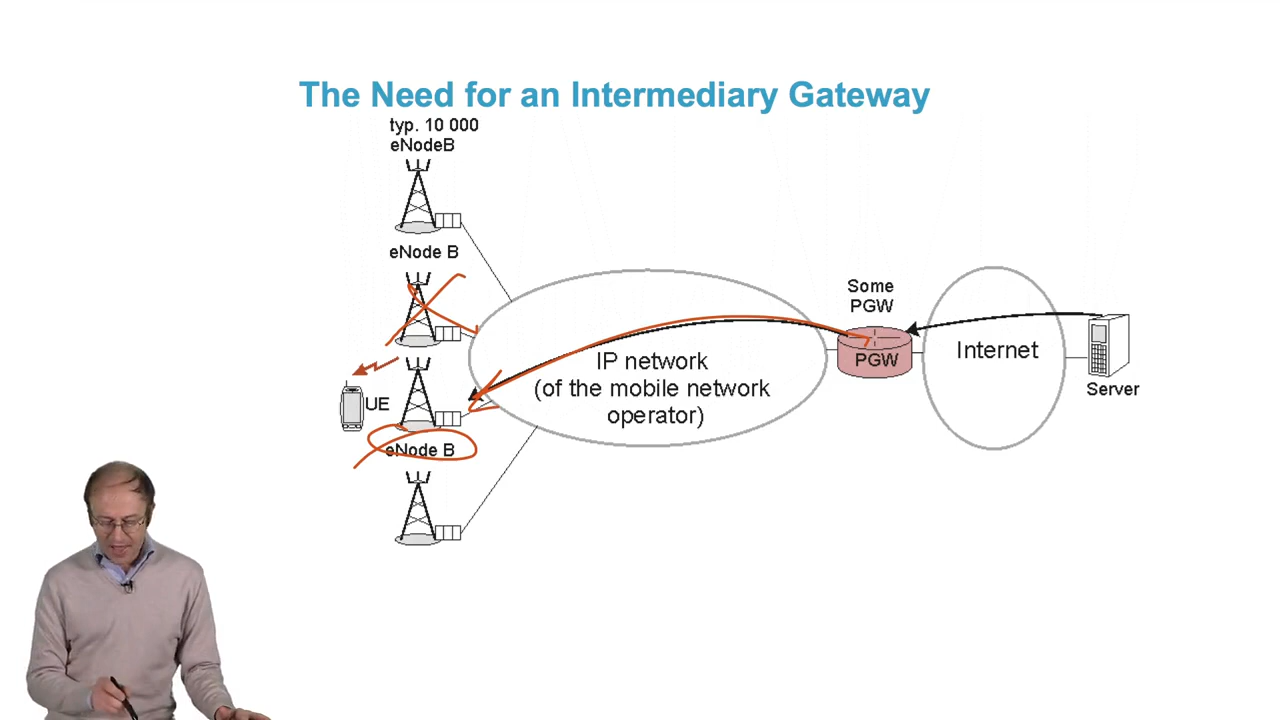 The Need for an Intermediary Gateway
typ. 10 000
eNodeB
eNode B
UE
eNode B
IP network
(of the mobile network
operator)
Some
PGW
PGW
Internet
Server